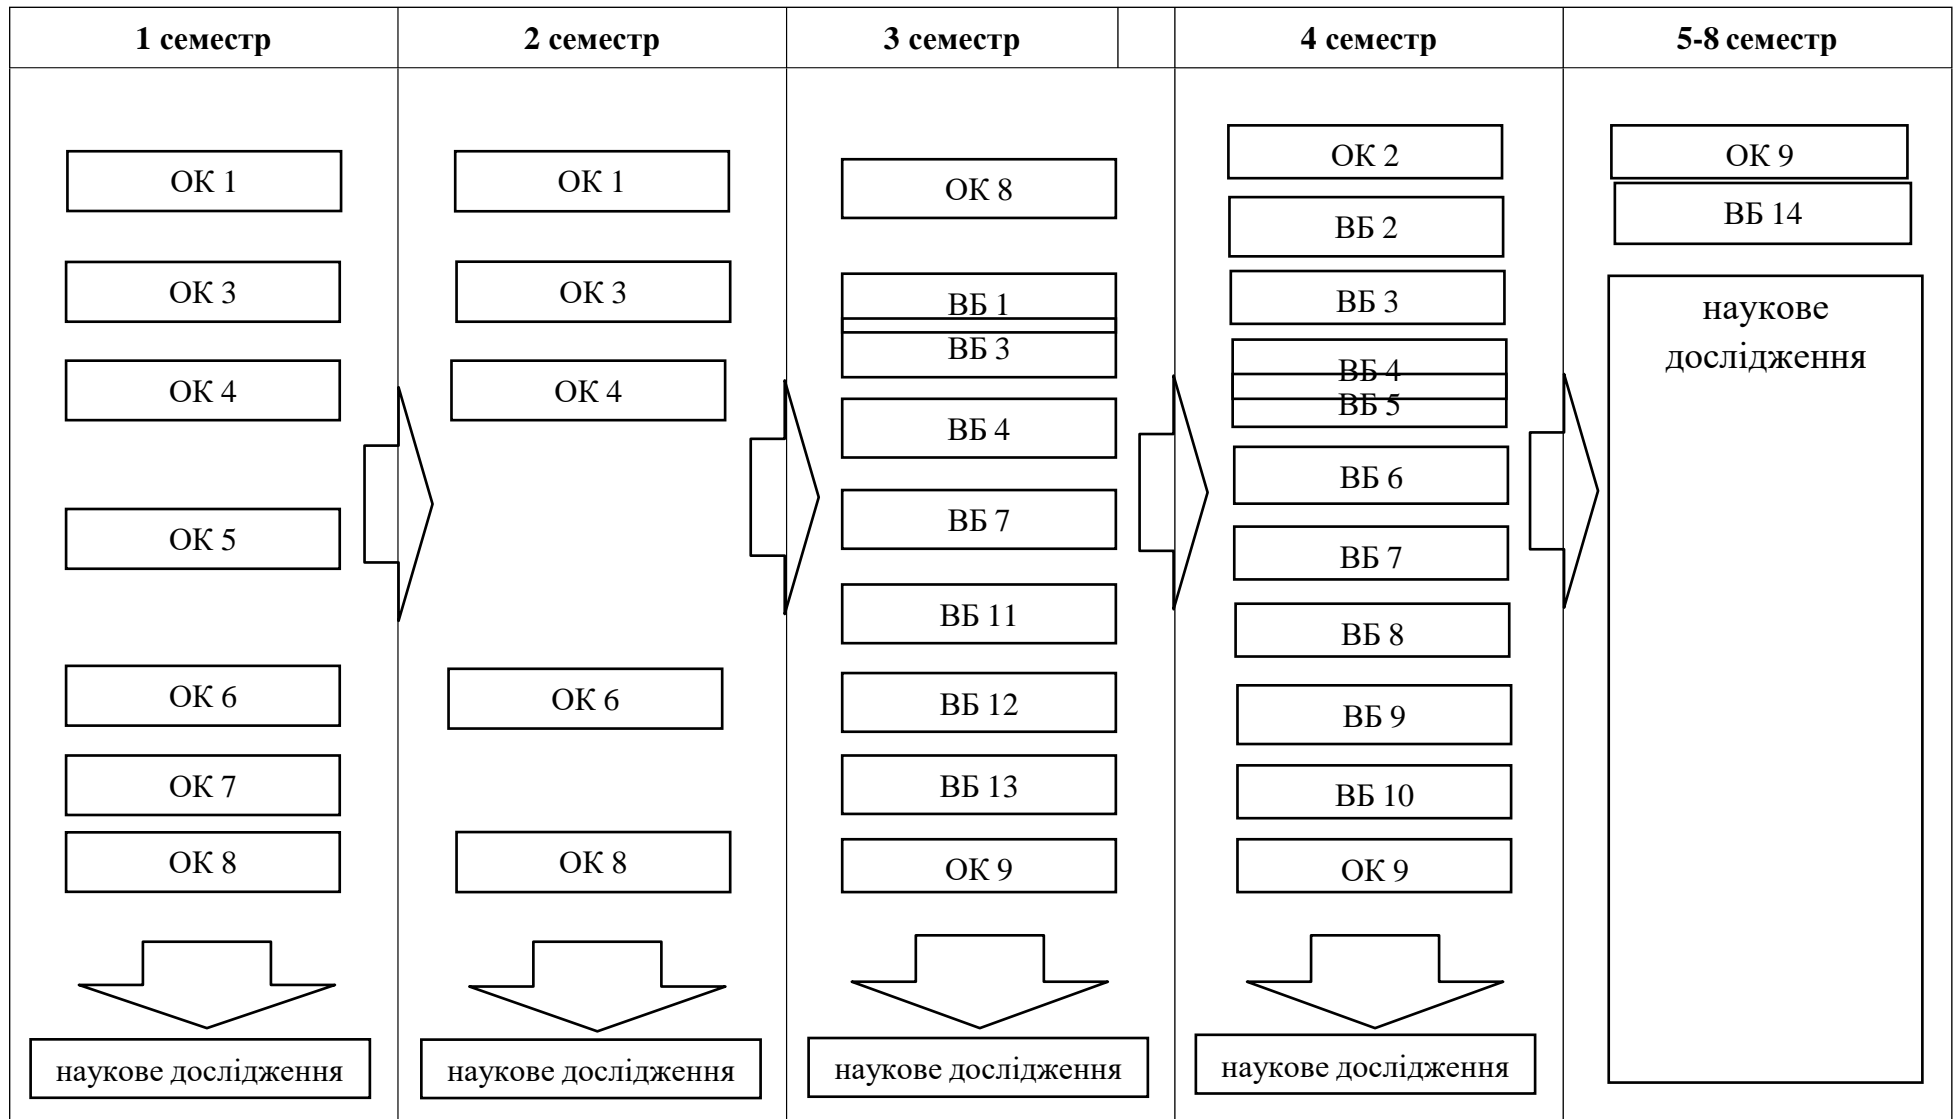 1 семестр
2 семестр
3 семестр
4 семестр
5-8 семестр
ОК 1
ОК 3
ОК 4
ОК 5
ОК 6
ОК 7
ОК 8
наукове дослідження
ОК 1
ОК 3
ОК 4
ОК 6
ОК 8
наукове дослідження
ОК 8
ВБ 1
ВБ 3
ВБ 4
ВБ 7
ВБ 11
ВБ 12
ВБ 13
ОК 9
наукове дослідження
ОК 2
ВБ 2
ВБ 3
ВБ 4
ВБ 5
ВБ 6
ВБ 7
ВБ 8
ВБ 9
ВБ 10
ОК 9
наукове дослідження
ОК 9
ВБ 14
наукове
дослідження